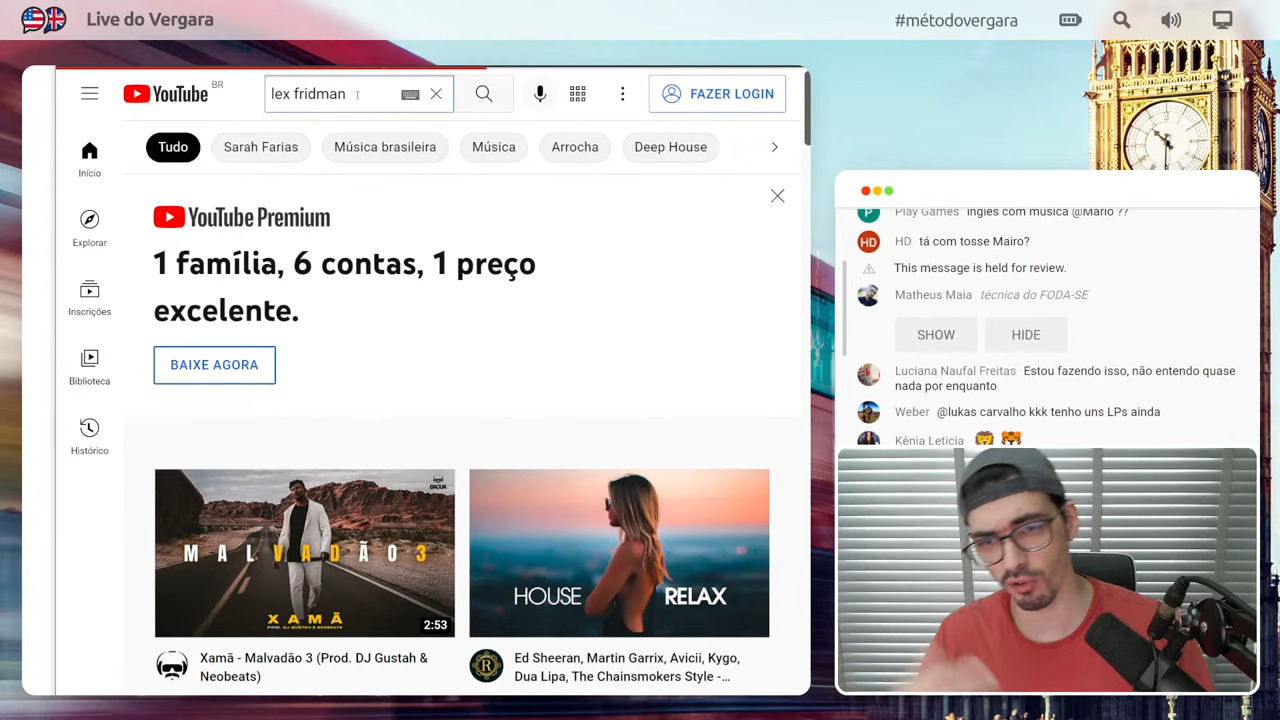 Live do Vergara
#métodovergara
YouTube BR
lex fridman
FAZER LOGIN
Tudo
Sarah Farias
Música brasileira
Música
Arrocha
Deep House
Início
Explorar
Inscrições
Biblioteca
Histórico
YouTube Premium
1 família, 6 contas, 1 preço
excelente.
BAIXE AGORA
MALVADÃO 3
XAMÃ
PROD. DJ GUSTAH & NEOBEATS
2:53
HOUSE RELAX
Xamã - Malvadão 3 (Prod. DJ Gustah &
Neobeats)
R
Ed Sheeran, Martin Garrix, Avicii, Kygo,
Dua Lipa, The Chainsmokers Style -...
P
Play Games inglês com música @Mario ??
HD HD tá com tosse Mairo?
This message is held for review.
Matheus Maia técnica do FODA-SE
SHOW
HIDE
Luciana Naufal Freitas Estou fazendo isso, não entendo quase
nada por enquanto
Weber @lukas carvalho kkk tenho uns LPs ainda
Kênia Leticia